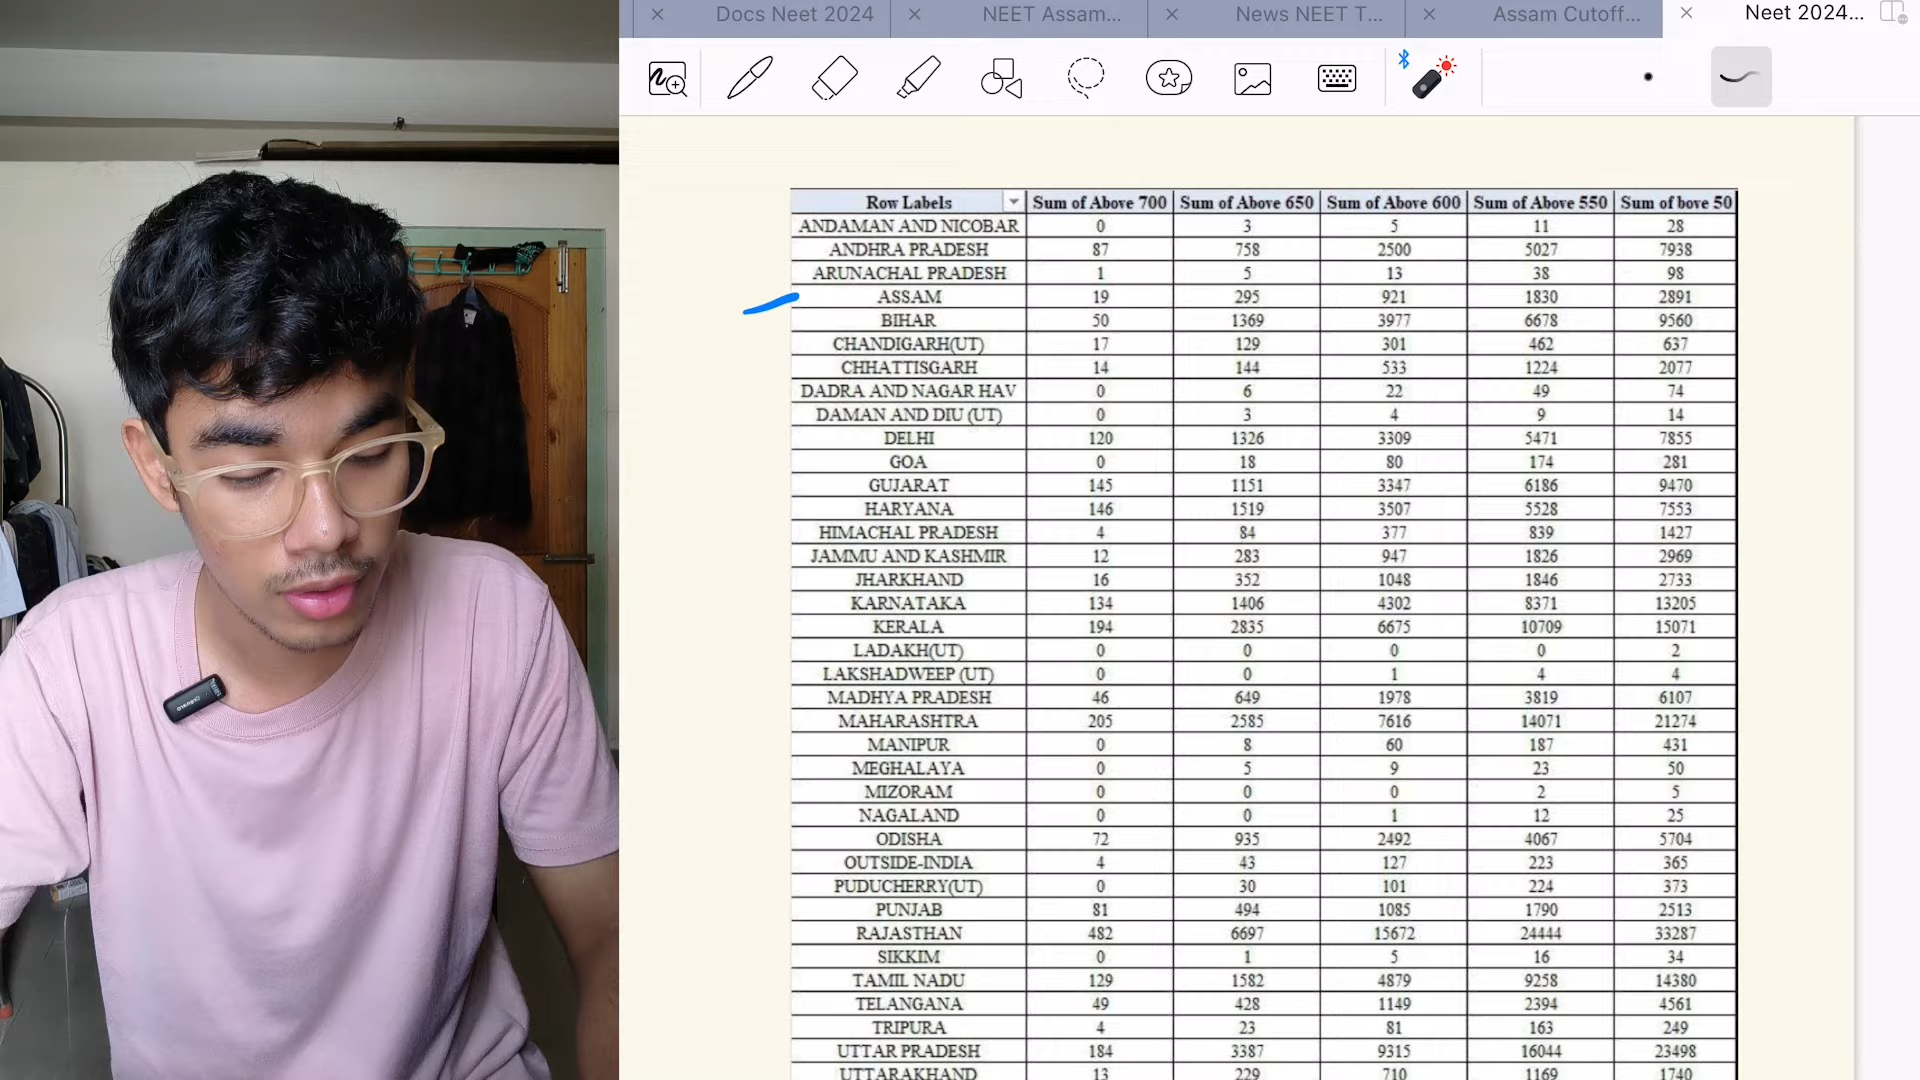 Docs Neet 2024 NEET Assam... News NEET T... Assam Cutoff... Neet 2024...
Row Labels Sum of Above 700 Sum of Above 650 Sum of Above 600 Sum of Above 550 Sum of bove 50
ANDAMAN AND NICOBAR 0 3 5 11 28
ANDHRA PRADESH 87 758 2500 5027 7938
ARUNACHAL PRADESH 1 5 13 38 98
ASSAM 19 295 921 1830 2891
BIHAR 50 1369 3977 6678 9560
CHANDIGARH(UT) 17 129 301 462 637
CHHATTISGARH 14 144 533 1224 2077
DADRA AND NAGAR HAV 0 6 22 49 74
DAMAN AND DIU (UT) 0 3 4 9 14
DELHI 120 1326 3309 5471 7855
GOA 0 18 80 174 281
GUJARAT 145 1151 3347 6186 9470
HARYANA 146 1519 3507 5528 7553
HIMACHAL PRADESH 4 84 377 839 1427
JAMMU AND KASHMIR 12 283 947 1826 2969
JHARKHAND 16 352 1048 1846 2733
KARNATAKA 134 1406 4302 8371 13205
KERALA 194 2835 6675 10709 15071
LADAKH(UT) 0 0 0 0 2
LAKSHADWEEP (UT) 0 0 1 4 4
MADHYA PRADESH 46 649 1978 3819 6107
MAHARASHTRA 205 2585 7616 14071 21274
MANIPUR 0 8 60 187 431
MEGHALAYA 0 5 9 23 50
MIZORAM 0 0 0 2 5
NAGALAND 0 0 1 12 25
ODISHA 72 935 2492 4067 5704
OUTSIDE-INDIA 4 43 127 223 365
PUDUCHERRY(UT) 0 30 101 224 373
PUNJAB 81 494 1085 1790 2513
RAJASTHAN 482 6697 15672 24444 33287
SIKKIM 0 1 5 16 34
TAMIL NADU 129 1582 4879 9258 14380
TELANGANA 49 428 1149 2394 4561
TRIPURA 4 23 81 163 249
UTTAR PRADESH 184 3387 9315 16044 23498
UTTARAKHAND 13 229 710 1169 1740